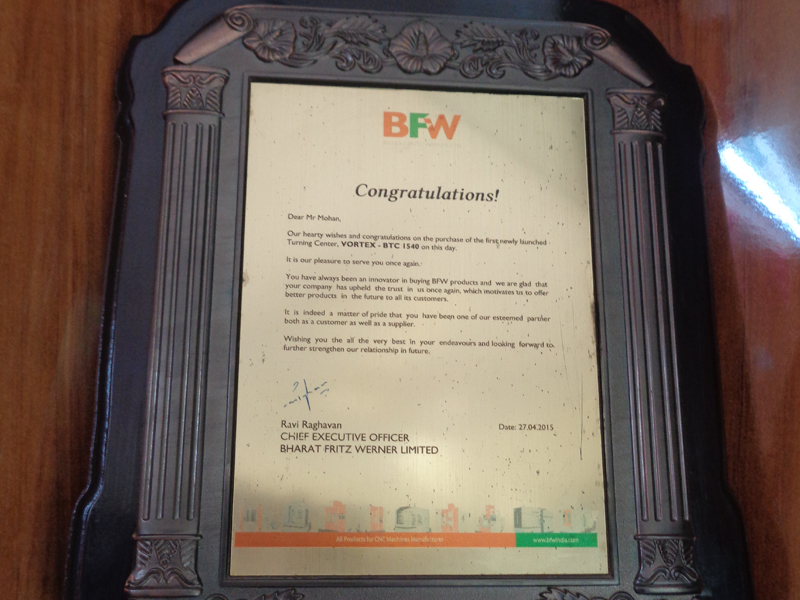 BFW
Congratulations!
Dear Mr Mohan,
Our hearty wishes and congratulations on the purchase of the first newly launched
Turning Center, VORTEX - BTC 1540 on this day.
It is our pleasure to serve you once again.
You have always been an innovator in buying BFW products and we are glad that
your company has upheld the trust in us once again, which motivates us to offer
better products in the future to all its customers.
It is indeed a matter of pride that you have been one of our esteemed partner
both as a customer as well as a supplier.
Wishing you the all the very best in your endeavours and looking forward to
further strengthen our relationship in future.
Ravi Raghavan
Date: 27.04.2015
CHIEF EXECUTIVE OFFICER
BHARAT FRITZ WERNER LIMITED
All Products for CNC Machines Manufacture
www.bfwindia.com